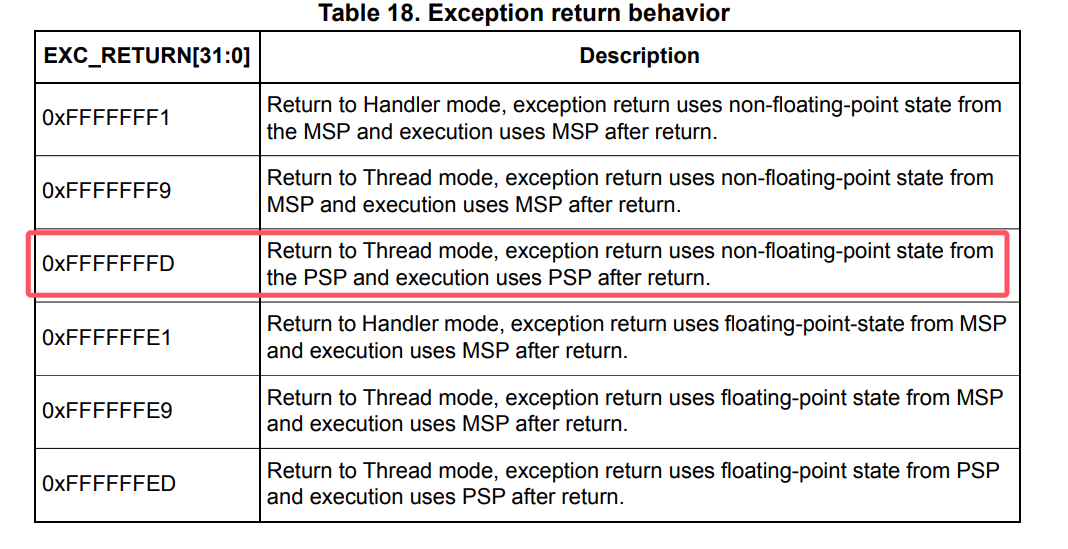 Table 18. Exception return behavior
EXC_RETURN[31:0] Description
0xFFFFFFF1
Return to Handler mode, exception return uses non-floating-point state from
the MSP and execution uses MSP after return.
0xFFFFFFF9
Return to Thread mode, exception return uses non-floating-point state from
MSP and execution uses MSP after return.
0xFFFFFFFD
Return to Thread mode, exception return uses non-floating-point state from
the PSP and execution uses PSP after return.
0xFFFFFFE1
Return to Handler mode, exception return uses floating-point-state from MSP
and execution uses MSP after return.
0xFFFFFFE9
Return to Thread mode, exception return uses floating-point state from MSP
and execution uses MSP after return.
0xFFFFFFED
Return to Thread mode, exception return uses floating-point state from PSP
and execution uses PSP after return.